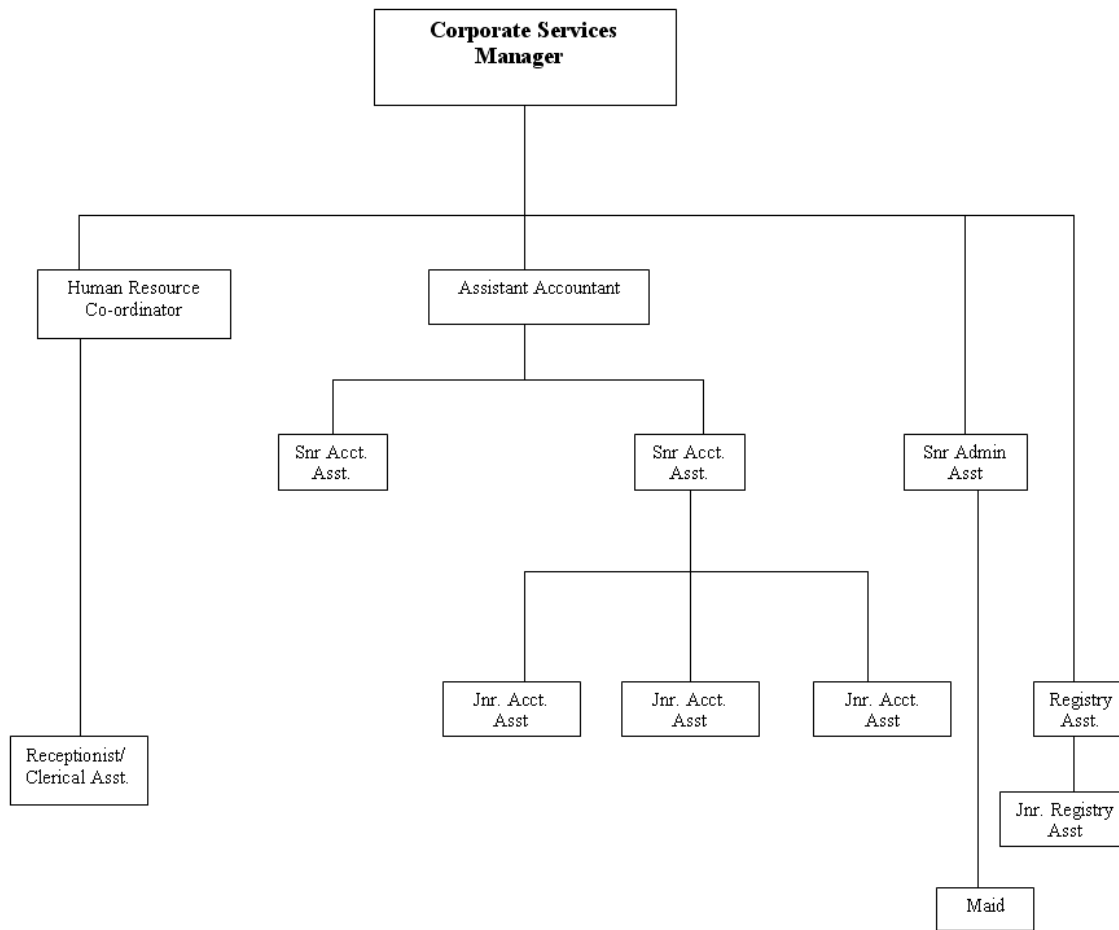 Corporate Services
Manager
Human Resource
Co-ordinator
Assistant Accountant
Snr Acct.
Asst.
Snr Acct.
Asst.
Snr Admin
Asst
Jnr. Acct.
Asst
Jnr. Acct.
Asst
Jnr. Acct.
Asst
Registry
Asst.
Receptionist/
Clerical Asst.
Jnr. Registry
Asst
Maid